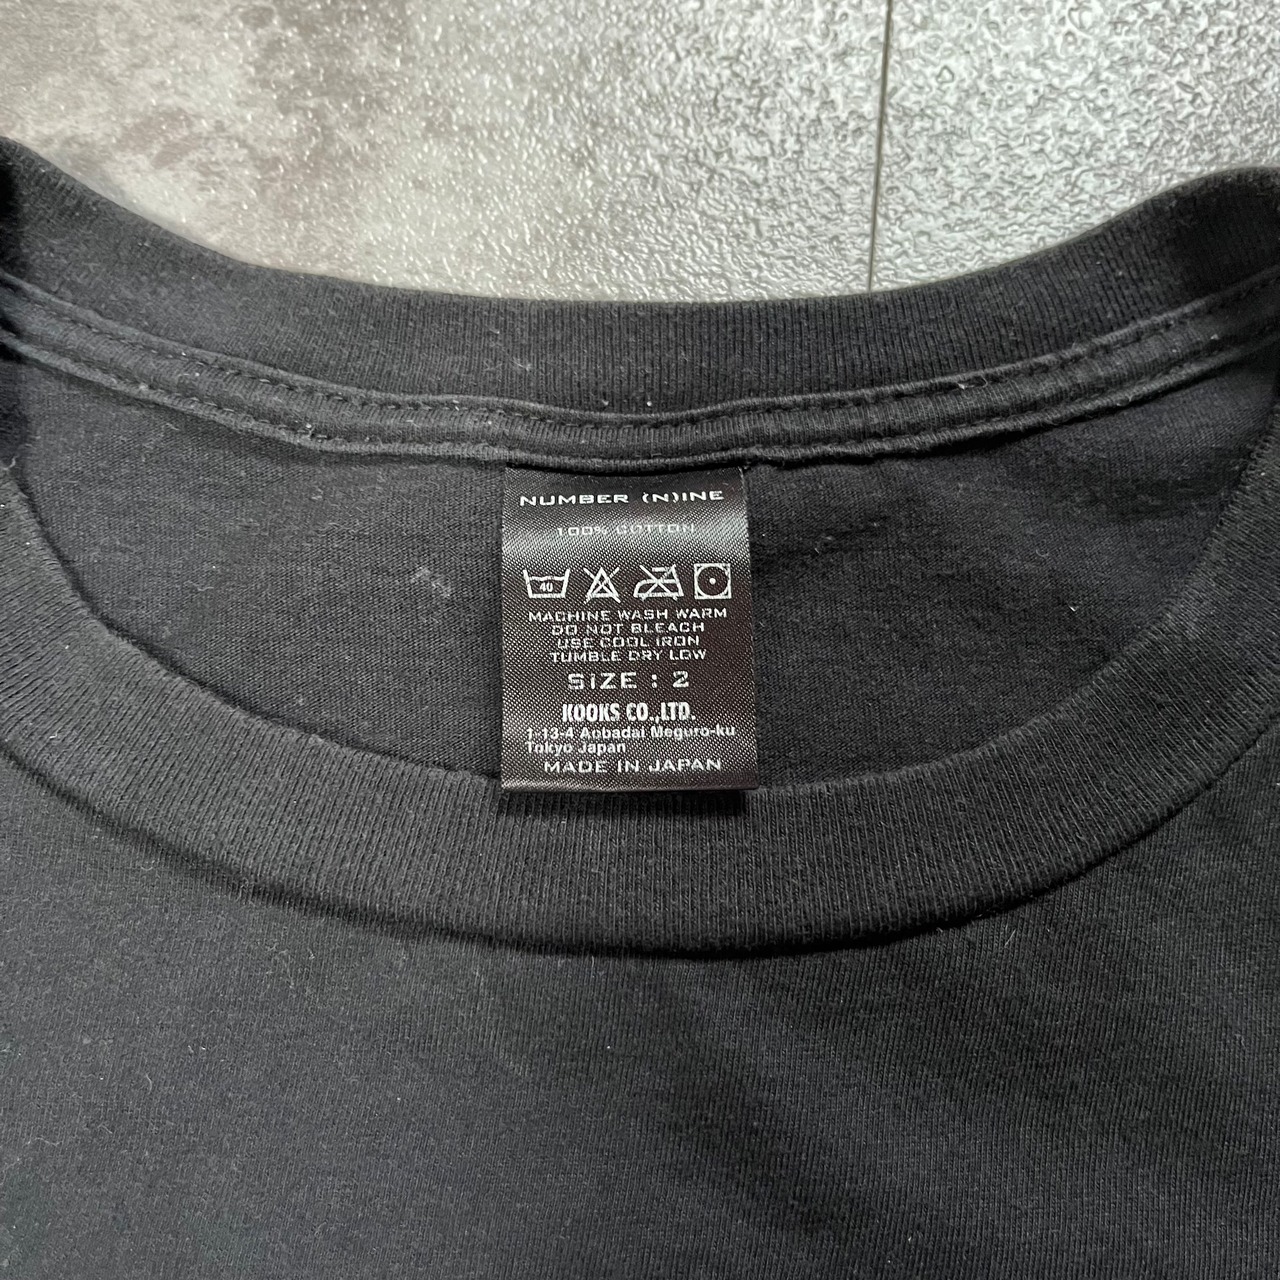 NUMBER (N)INE
100% COTTON
40
MACHINE WASH WARM
DO NOT BLEACH
USE COOL IRON
TUMBLE DRY LOW
SIZE : 2
KOOKS CO.,LTD.
1-13-4 Aobadai Meguro-ku
Tokyo Japan
MADE IN JAPAN